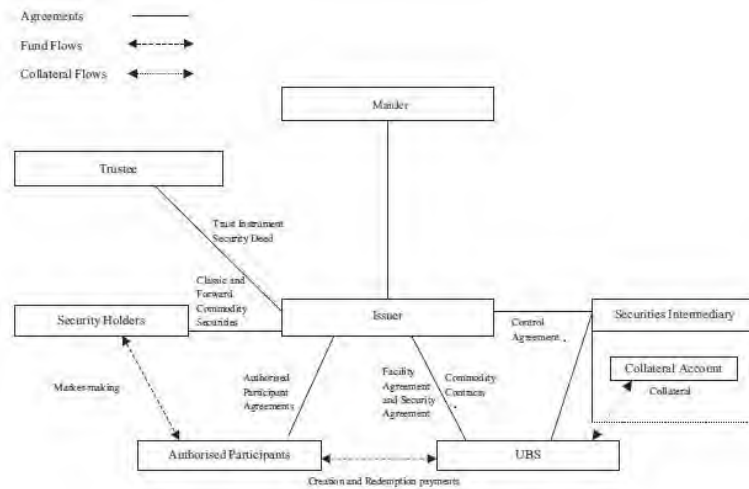 Agreements
Fund Flows
Collateral Flows
Manler
Trustee
Trust Instrument
Security Deed
Classic and
Forward
Commodity
Securities
Security Holders
Issuer
Control
Agreement
Securities Intermediary
Collateral Account
Collateral
Market-making
Authorised
Participant
Agreements
Facility
Agreement
and Security
Agreement
Commodity
Contracts
Authorised Participants
UBS
Creation and Redemption payments